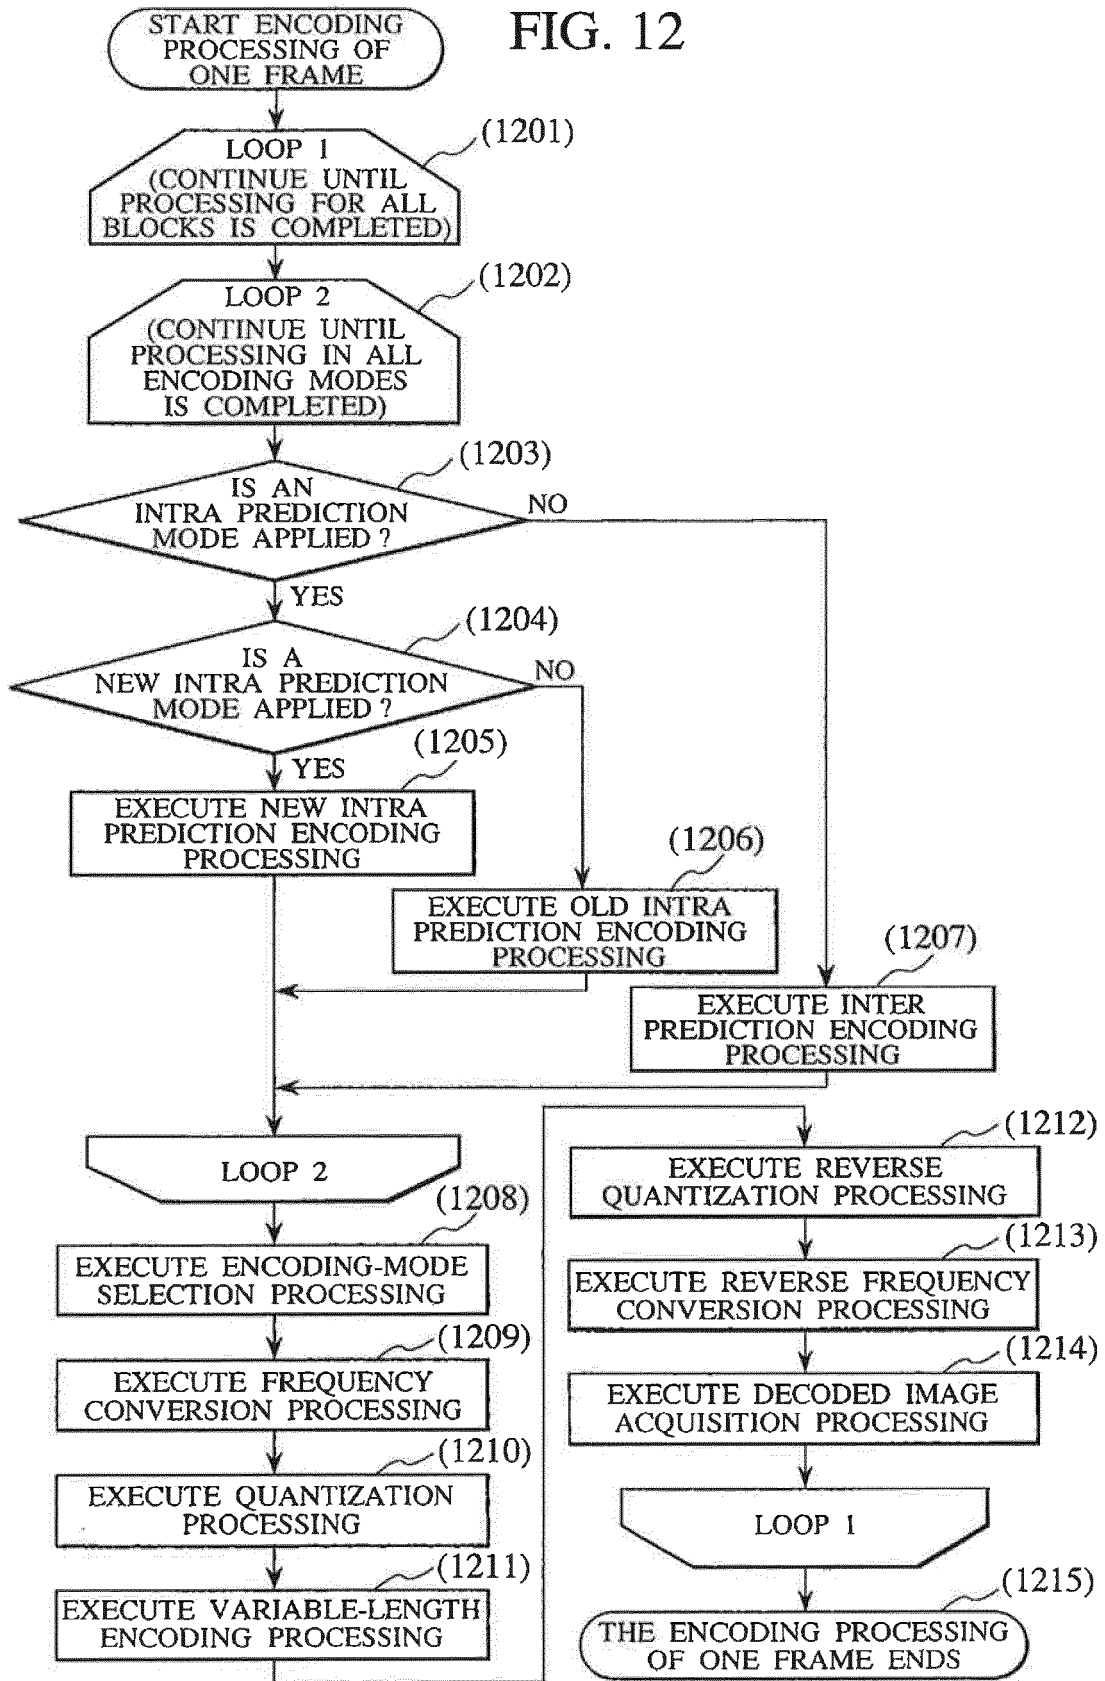 FIG. 12
START ENCODING
PROCESSING OF
ONE FRAME
(1201)
LOOP 1
(CONTINUE UNTIL
PROCESSING FOR ALL
BLOCKS IS COMPLETED)
(1202)
LOOP 2
(CONTINUE UNTIL
PROCESSING IN ALL
ENCODING MODES
IS COMPLETED)
(1203)
IS AN
INTRA PREDICTION
MODE APPLIED ?
NO
YES
(1204)
IS A
NEW INTRA PREDICTION
MODE APPLIED ?
NO
YES
(1205)
EXECUTE NEW INTRA
PREDICTION ENCODING
PROCESSING
(1206)
EXECUTE OLD INTRA
PREDICTION ENCODING
PROCESSING
(1207)
EXECUTE INTER
PREDICTION ENCODING
PROCESSING
LOOP 2
(1208)
EXECUTE ENCODING-MODE
SELECTION PROCESSING
(1209)
EXECUTE FREQUENCY
CONVERSION PROCESSING
(1210)
EXECUTE QUANTIZATION
PROCESSING
(1211)
EXECUTE VARIABLE-LENGTH
ENCODING PROCESSING
(1212)
EXECUTE REVERSE
QUANTIZATION PROCESSING
(1213)
EXECUTE REVERSE FREQUENCY
CONVERSION PROCESSING
(1214)
EXECUTE DECODED IMAGE
ACQUISITION PROCESSING
LOOP 1
(1215)
THE ENCODING PROCESSING
OF ONE FRAME ENDS